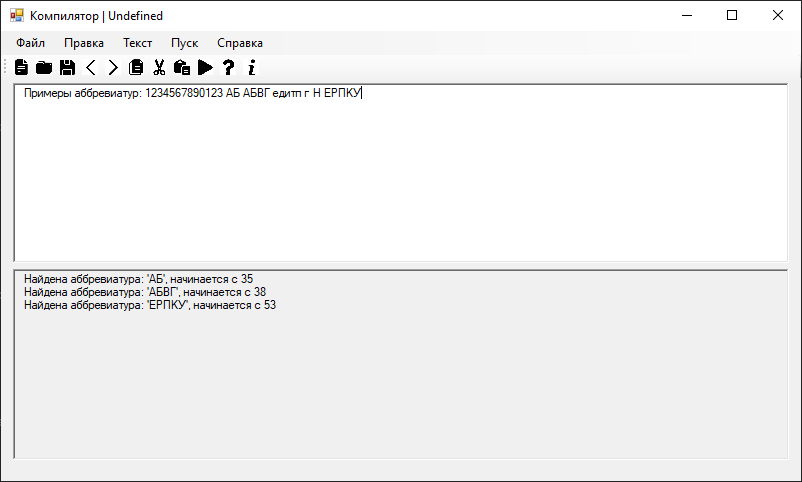 Компилятор | Undefined
Файл Правка Текст Пуск Справка
Примеры аббревиатур: 1234567890123 АБ АБВГ едитп г Н ЕРПКУ
Найдена аббревиатура: 'АБ', начинается с 35
Найдена аббревиатура: 'АБВГ', начинается с 38
Найдена аббревиатура: 'ЕРПКУ', начинается с 53